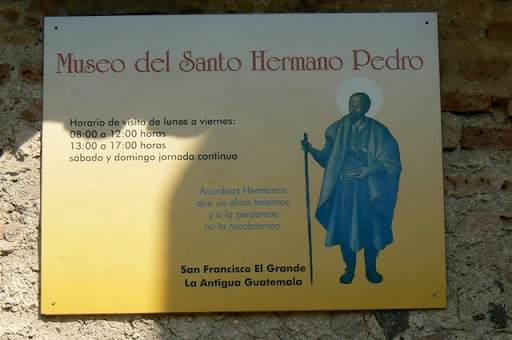 Museo del Santo Hermano Pedro
Horario de visita de lunes a viernes:
08:00 a 12:00 horas
13:00 a 17:00 horas
sábado y domingo jornada continua
Acordaos Hermanos
que un alma tenemos
y si la perdemos
no la recobramos.
San Francisco El Grande
La Antigua Guatemala